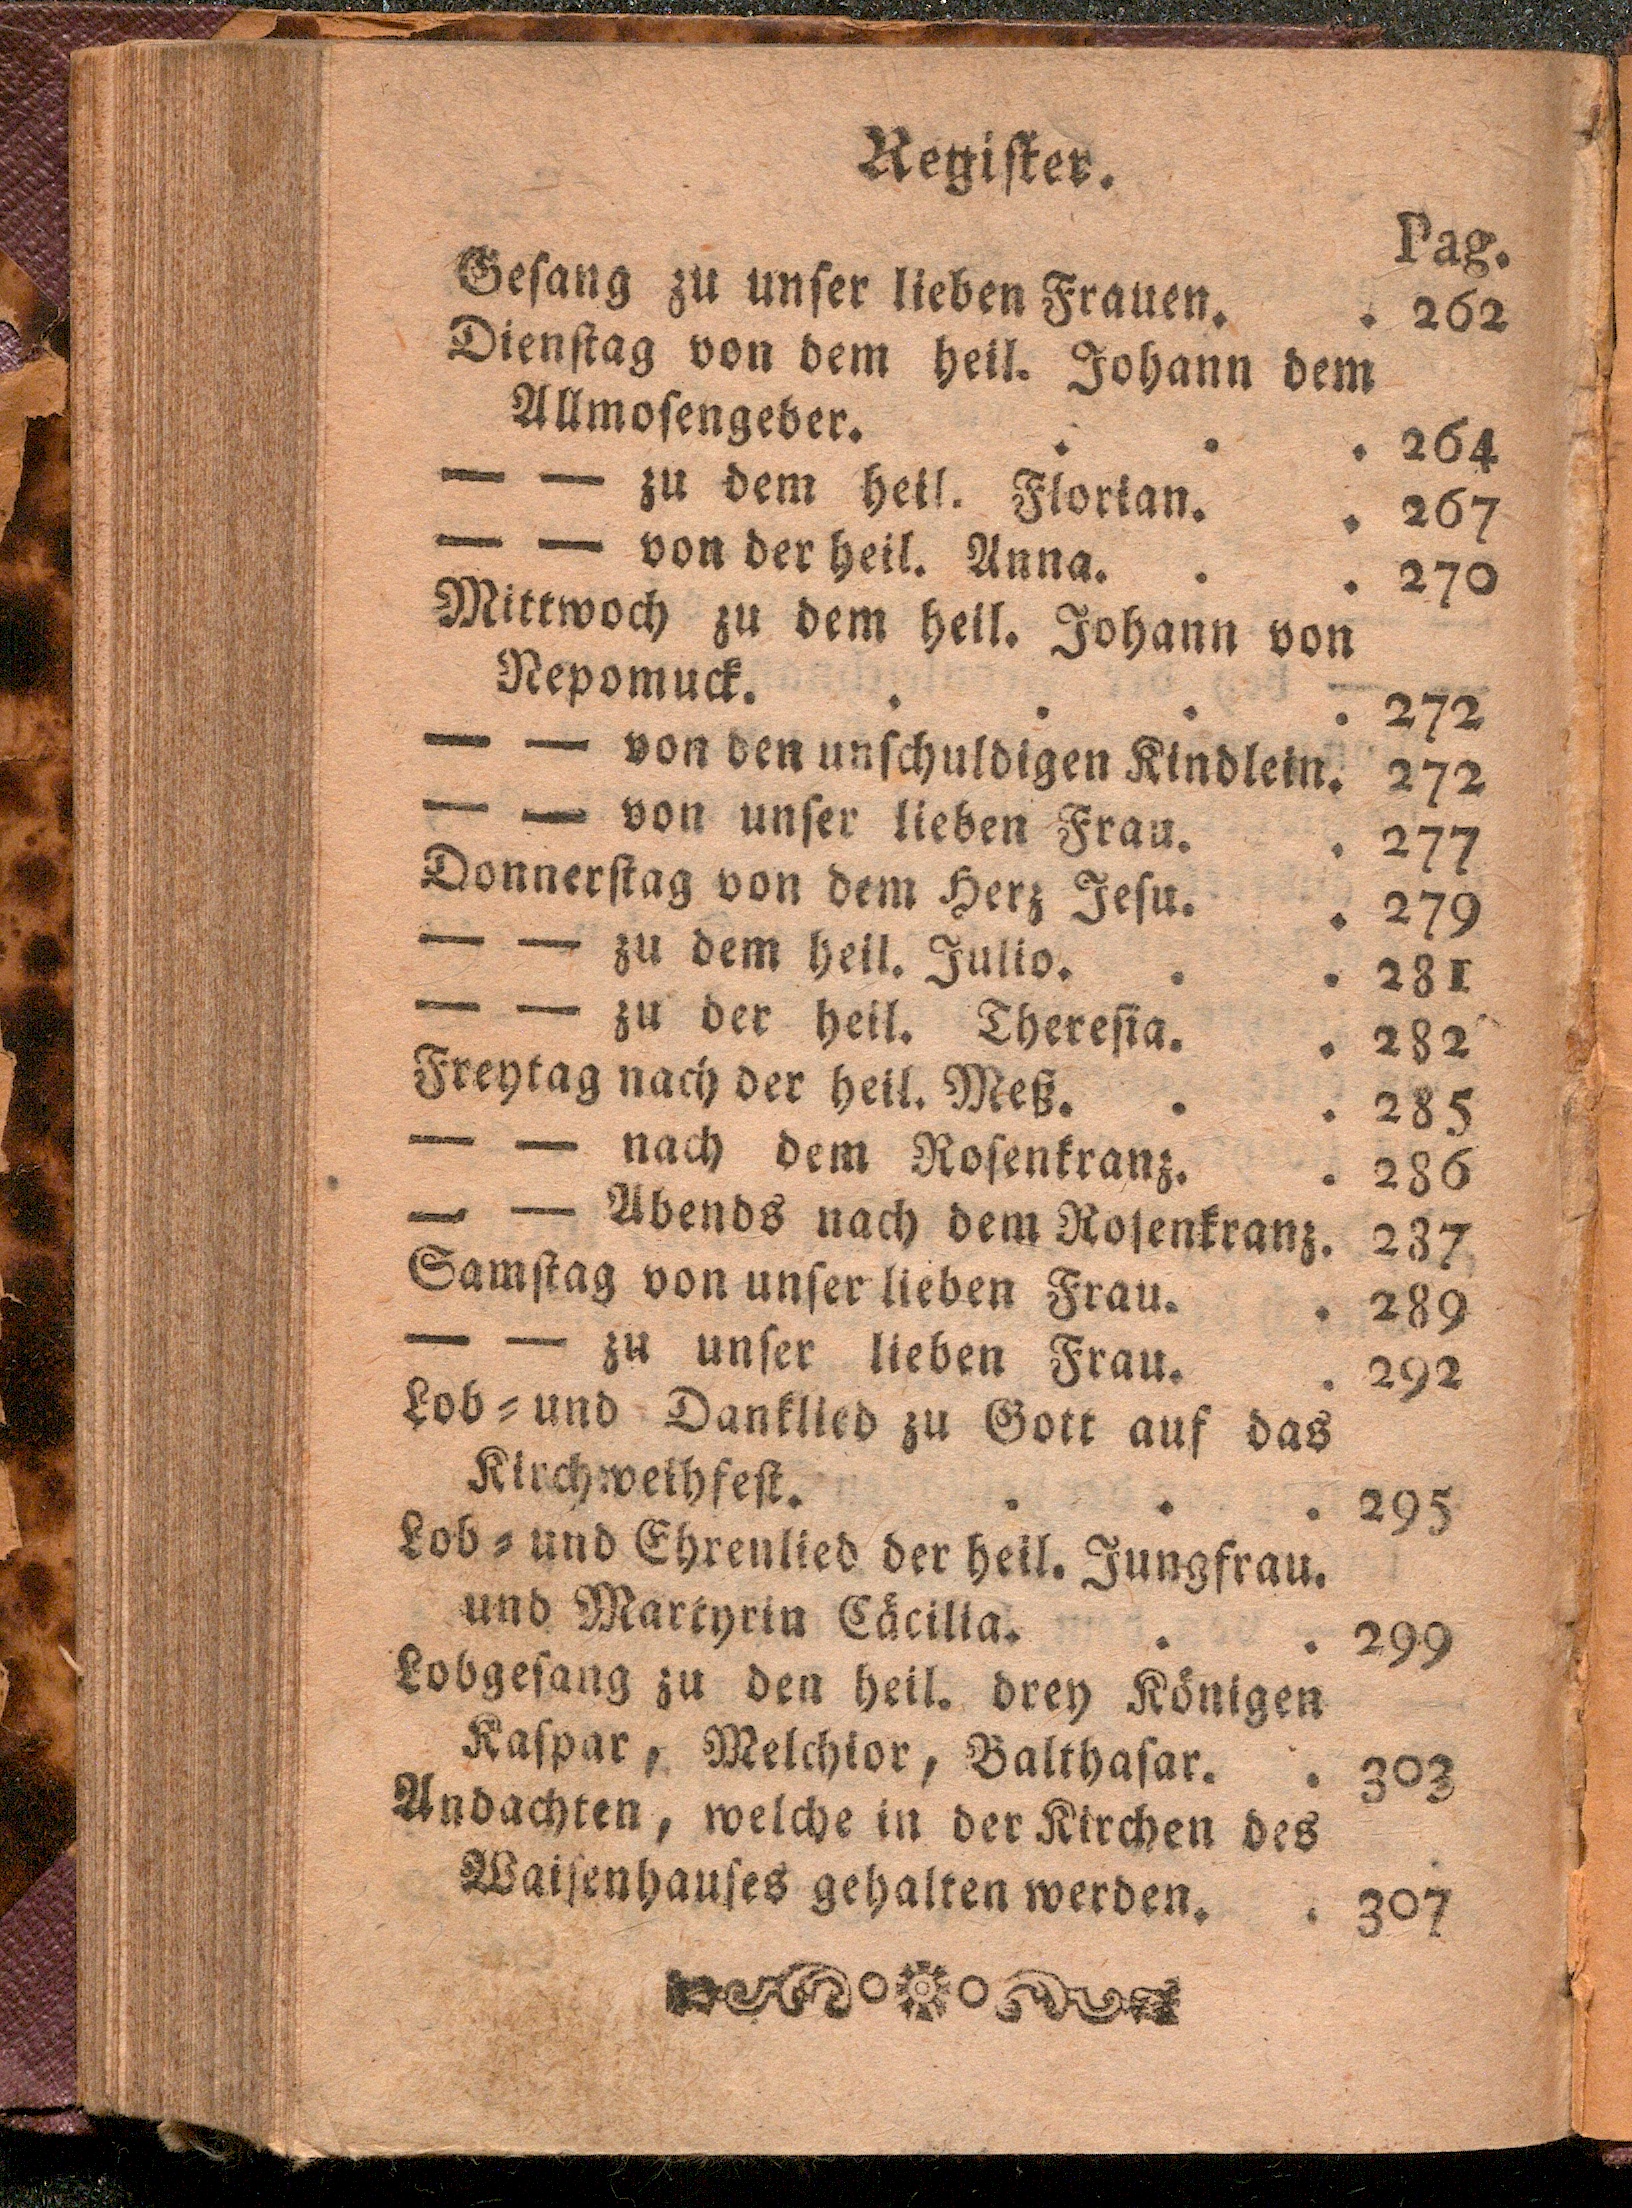 Register.
Pag.
Gesang zu unser lieben Frauen. . 262
Dienstag von dem heil. Johann dem
Allmosengeber. . . . 264
— — zu dem heil. Florian. . 267
— — von der heil. Anna. . . 270
Mittwoch zu dem heil. Johann von
Nepomuck. . . . . 272
— — von den unschuldigen Kindlein. 272
— — von unser lieben Frau. . 277
Donnerstag von dem Herz Jesu. . 279
— — zu dem heil. Julio. . . 281
— — zu der heil. Theresia. . 282
Freytag nach der heil. Meß. . . 285
— — nach dem Rosenkranz. . 286
— — Abends nach dem Rosenkranz. 287
Samstag von unser lieben Frau. . 289
— — zu unser lieben Frau. . 292
Lob = und Danklied zu Gott auf das
Kirchweihfest. . . . 295
Lob = und Ehrenlied der heil. Jungfrau.
und Martyrin Cäcilia. . . 299
Lobgesang zu den heil. drey Königen
Kaspar, Melchior, Balthasar. . 303
Andachten, welche in der Kirchen des
Waisenhauses gehalten werden. . 307